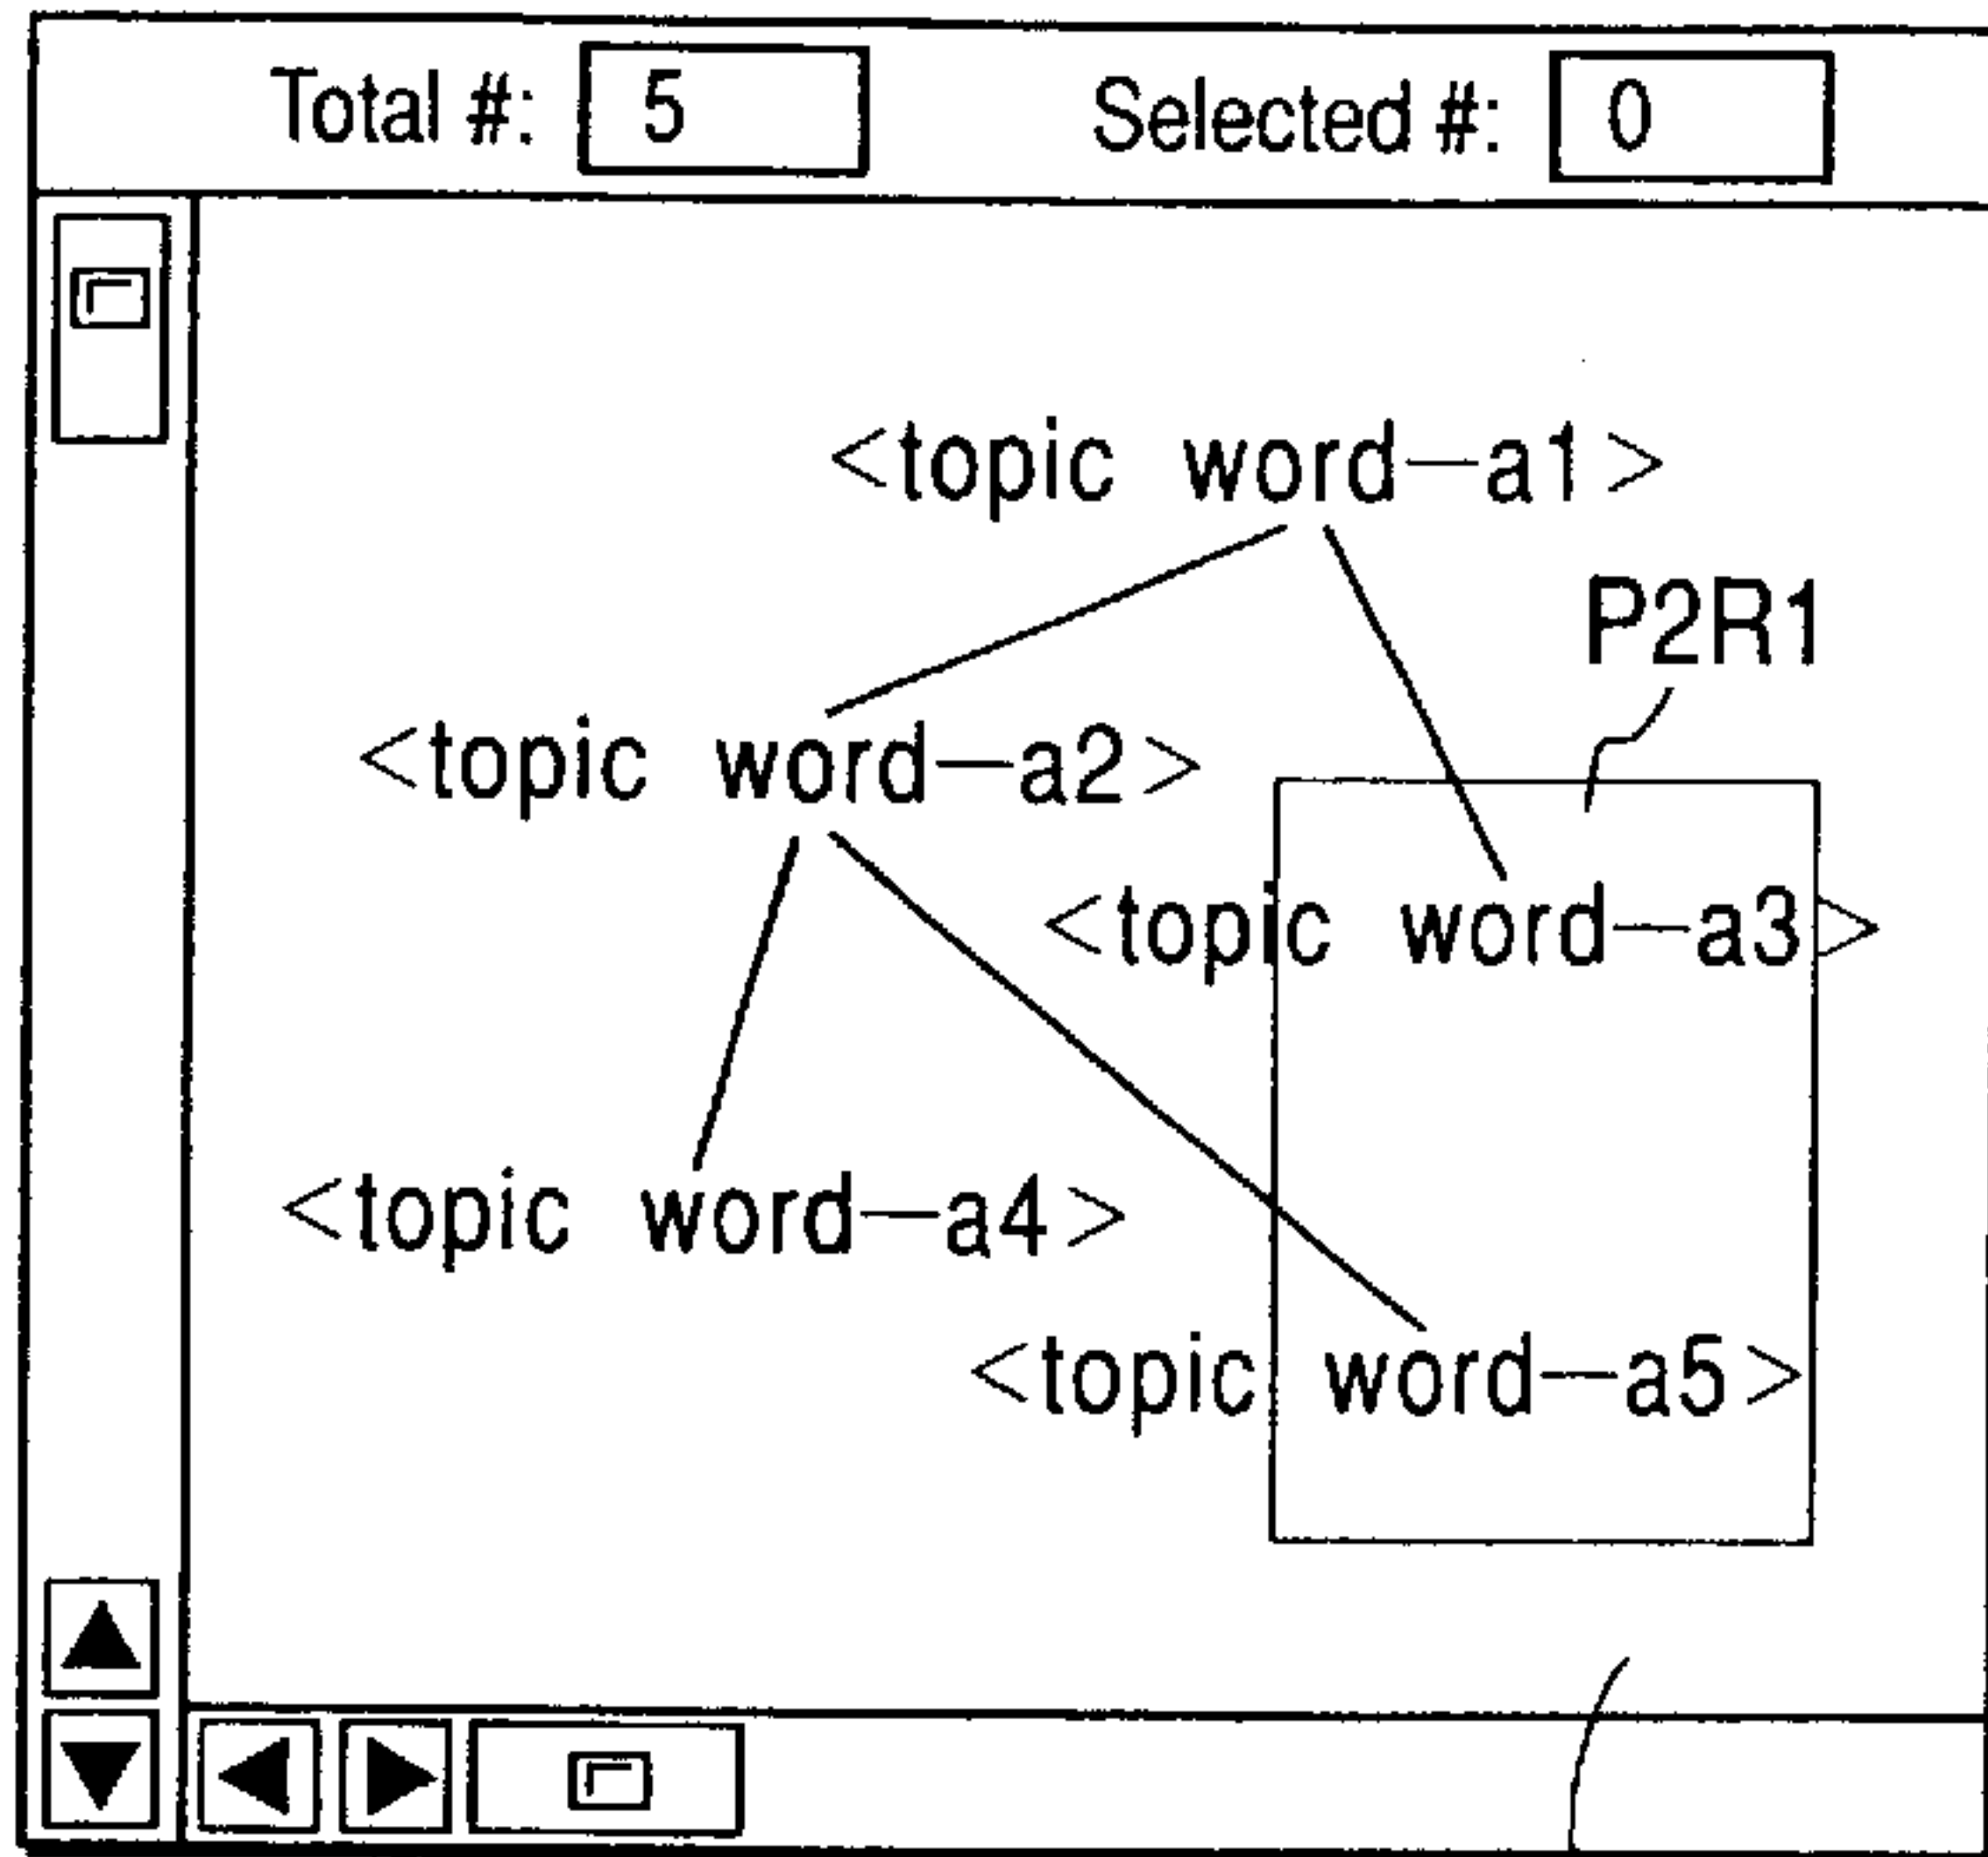 Total #: 5 Selected #: 0
<topic word—a1>
P2R1
<topic word—a2>
<topic word—a3>
<topic word—a4>
<topic word—a5>